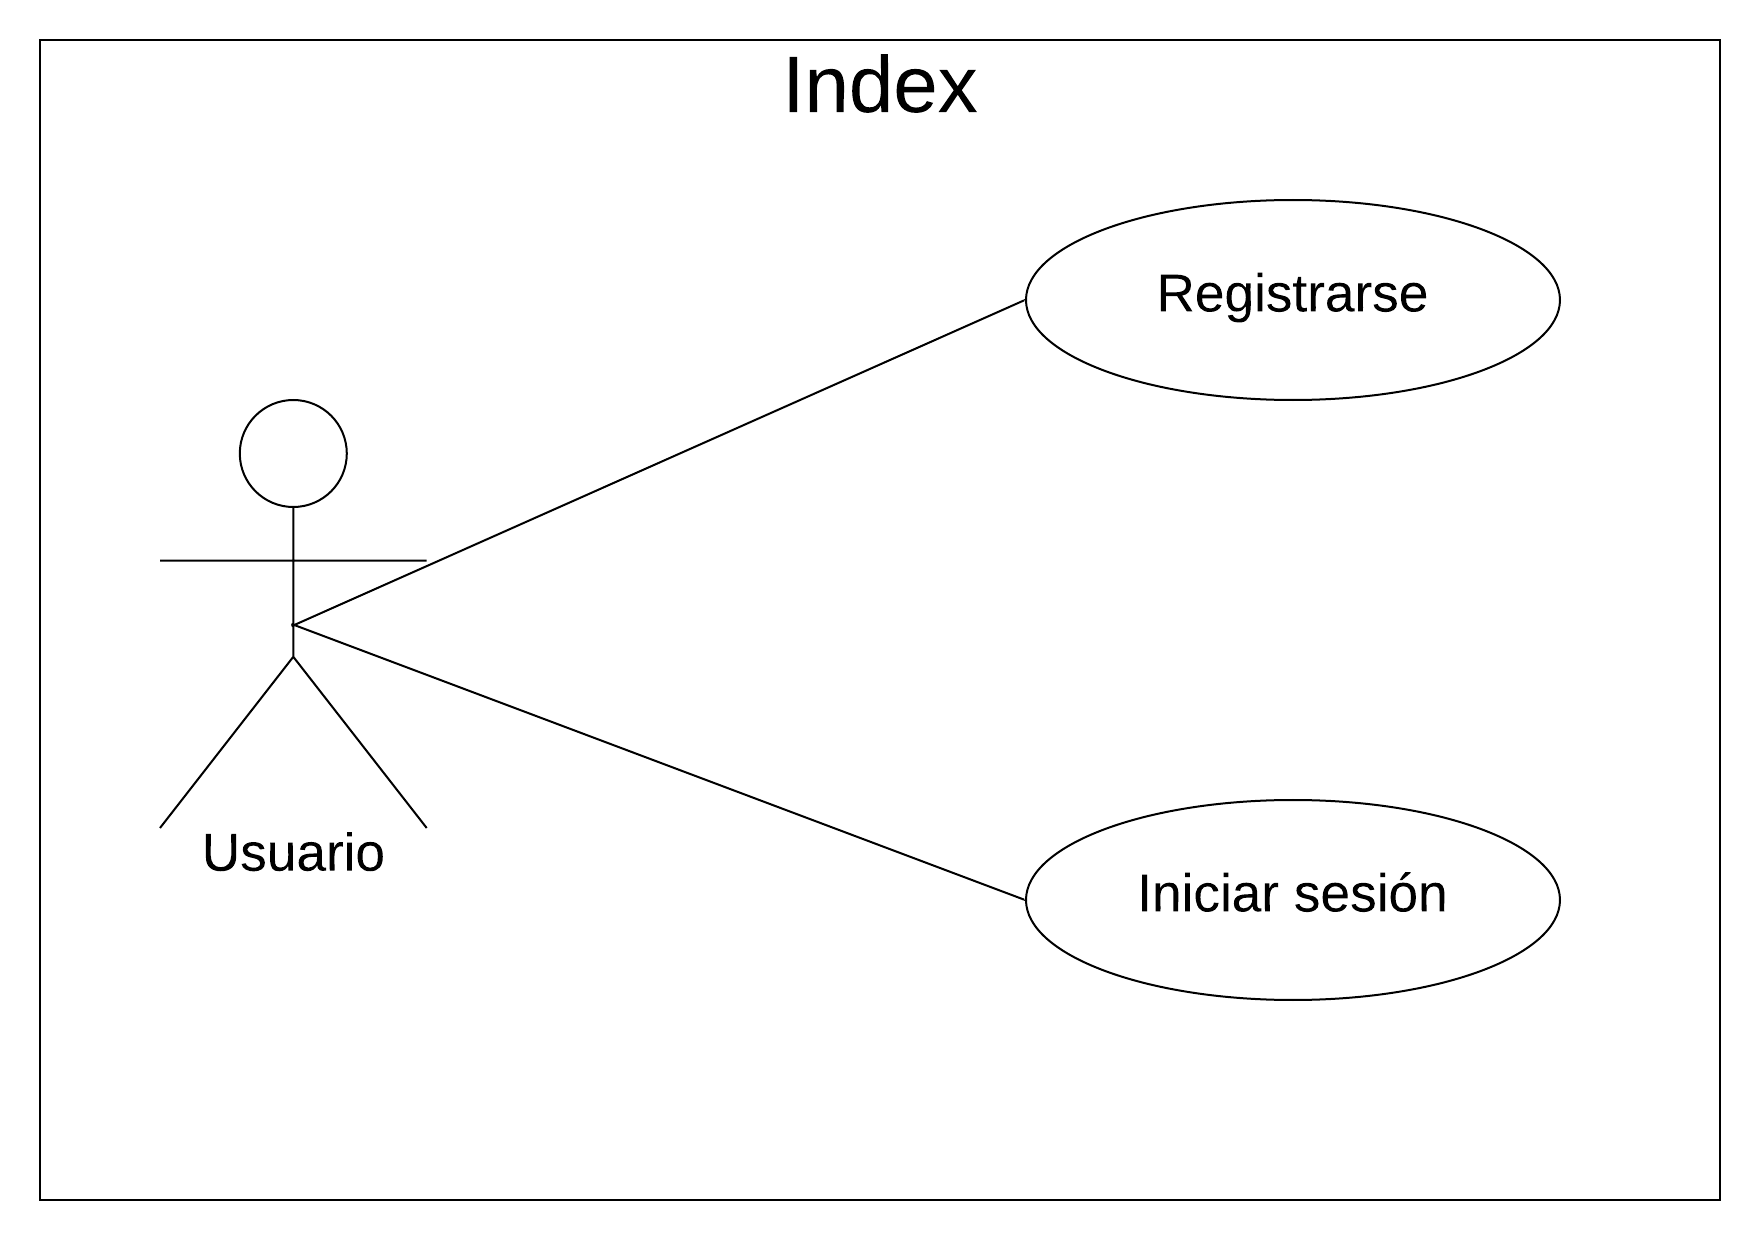 Index
Registrarse
Usuario
Iniciar sesión